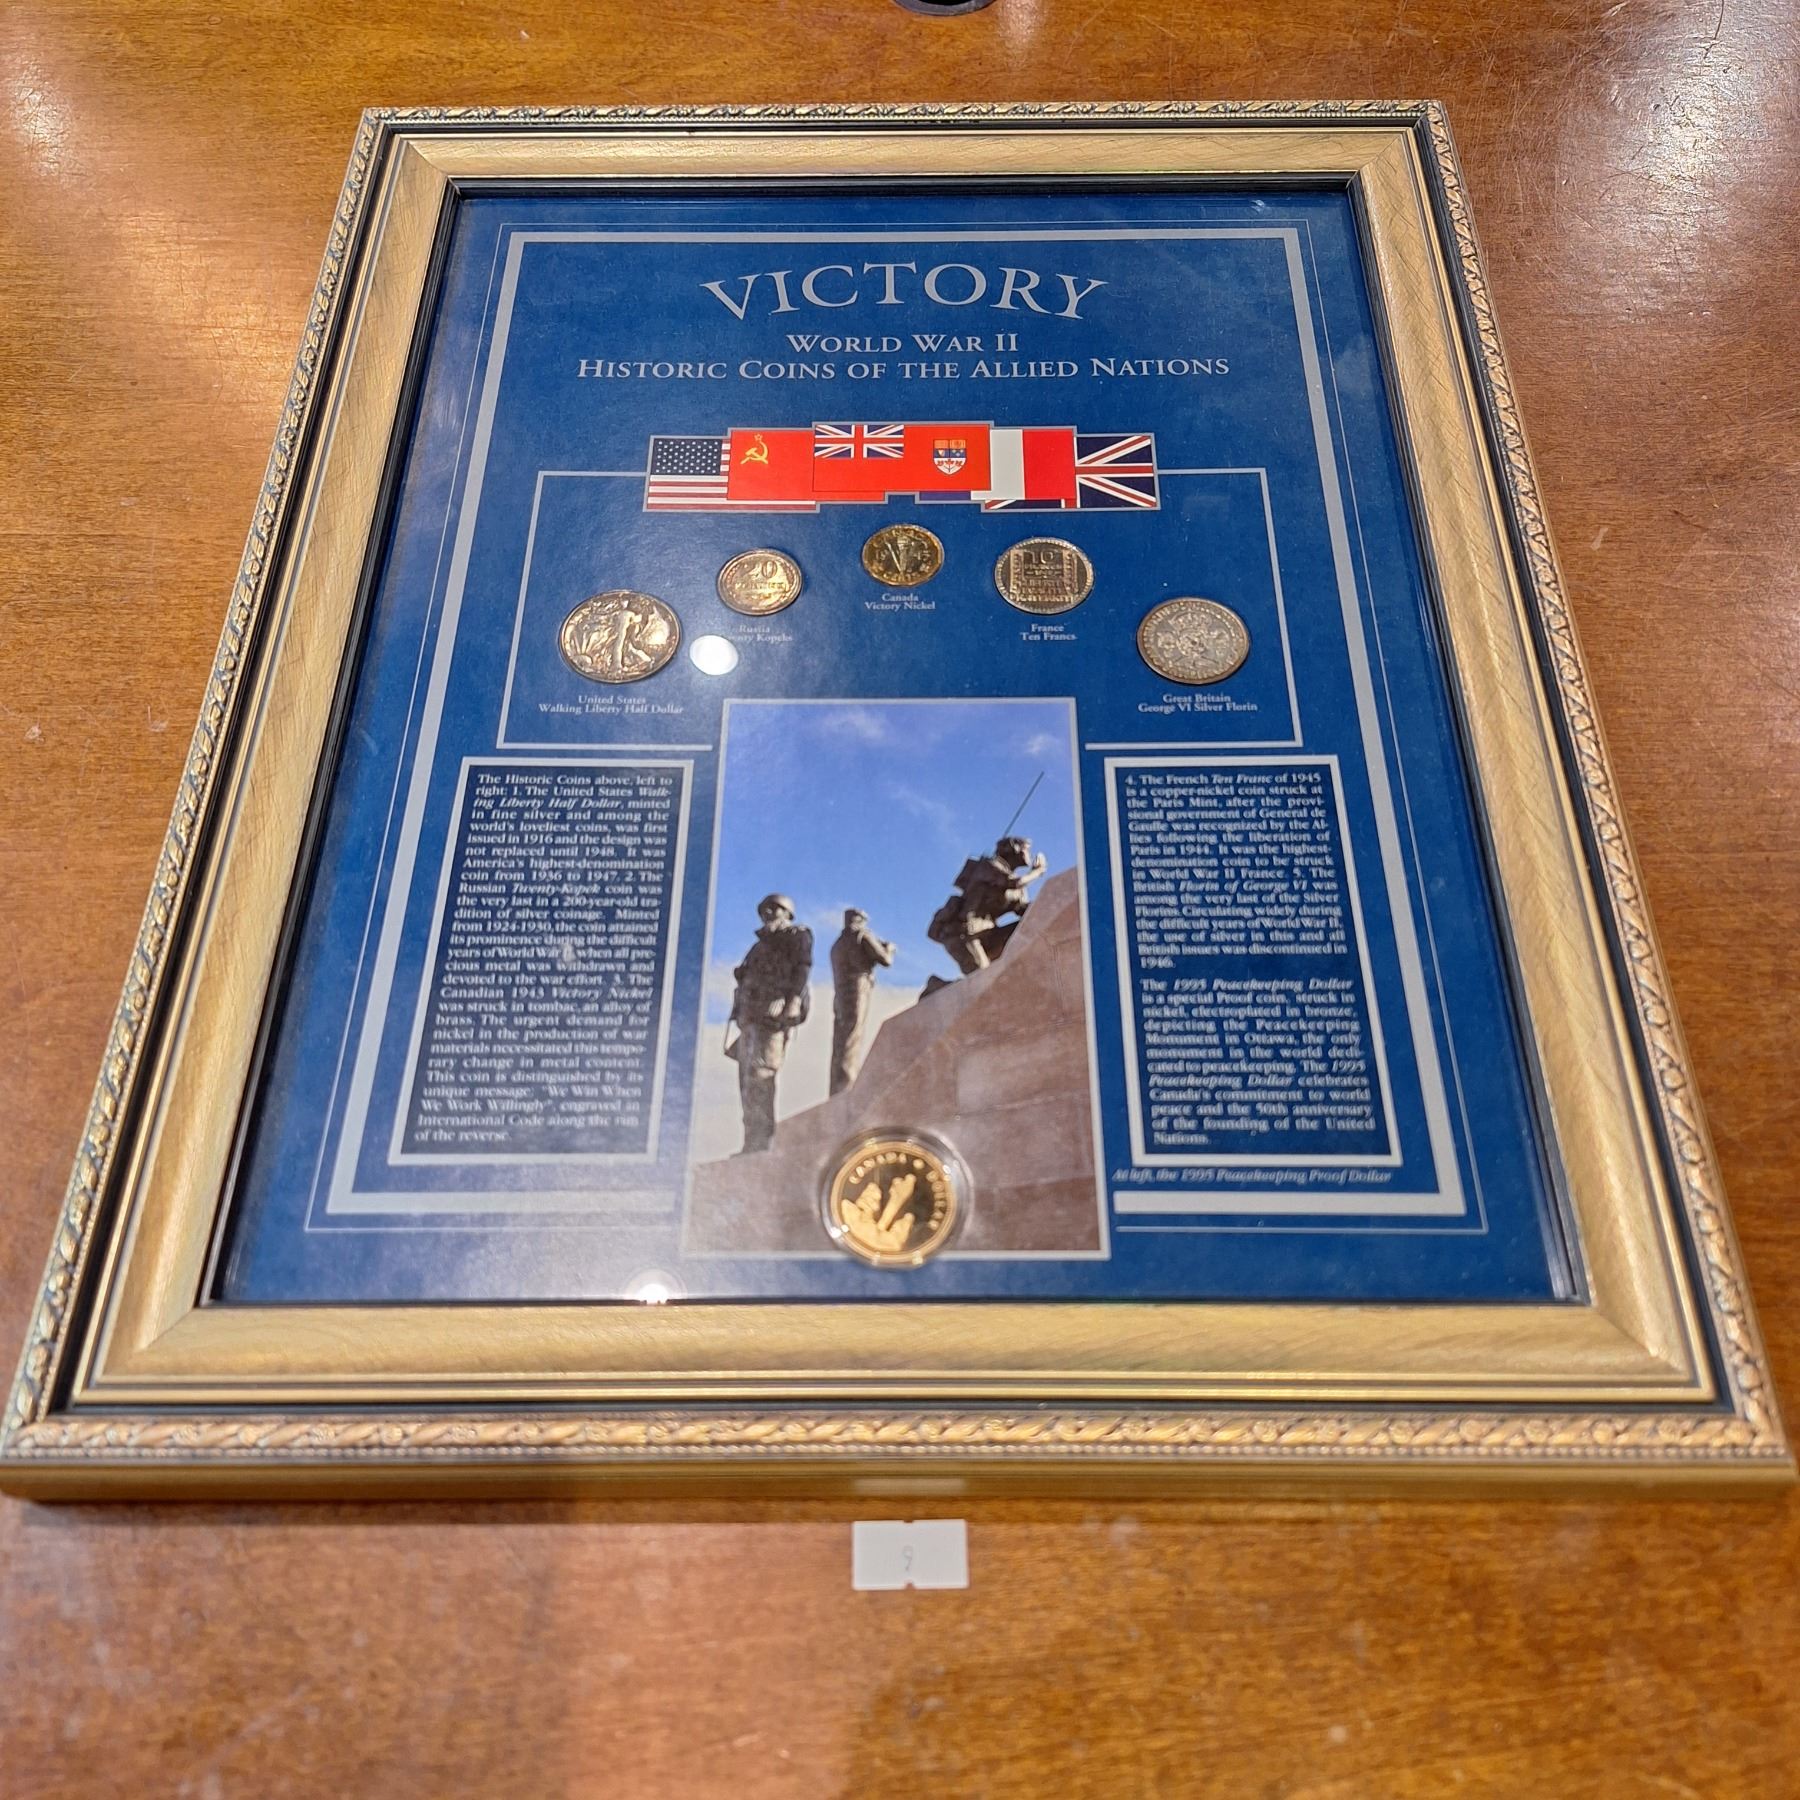 VICTORY
WORLD WAR II
HISTORIC COINS OF THE ALLIED NATIONS
20
Canada
Victory Nickel
Russia
Kopeks
10
France
Ten Francs
United States
Walking Liberty Half Dollar
Great Britain
George VI Silver Florin
The Historic Coins above, left to
right: 1. The United States Walk-
ing Liberty Half Dollar, minted
in fine silver and among the
world's loveliest coins, was first
issued in 1916 and the design was
not replaced until 1948. It was
America's highest-denomination
coin from 1936 to 1947. 2. The
Russian Twenty-Kopek coin was
the very last in a 200-year-old tra-
dition of silver coinage. Minted
from 1924-1930, the coin attained
its prominence during the difficult
years of World War II, when all pre-
cious metal was withdrawn and
devoted to the war effort. 3. The
Canadian 1943 Victory Nickel
was struck in tombac, an alloy of
brass. The urgent demand for
nickel in the production of war
materials necessitated this tempo-
rary change in metal content.
This coin is distinguished by its
unique message: "We Win When
We Work Willingly", engraved in
International Code along the rim
of the reverse.
4. The French Ten Franc of 1945
is a copper-nickel coin struck at
the Paris Mint, after the provi-
sional government of General de
Gaulle was recognized by the Al-
lies following the liberation of
Paris in 1944. It was the highest-
denomination coin to be struck
in World War II France. 5. The
British Florin of George VI was
among the very last of the Silver
Florins. Circulating widely during
the difficult years of World War II,
the use of silver in this and all
British issues was discontinued in
1946.
The 1995 Peacekeeping Dollar
is a special Proof coin, struck in
nickel, electroplated in bronze,
depicting the Peacekeeping
Monument in Ottawa, the only
monument in the world dedi-
cated to peacekeeping. The 1995
Peacekeeping Dollar celebrates
Canada's commitment to world
peace and the 50th anniversary
of the founding of the United
Nations.
At left, the 1995 Peacekeeping Proof Dollar
CANADA DOLLAR
9